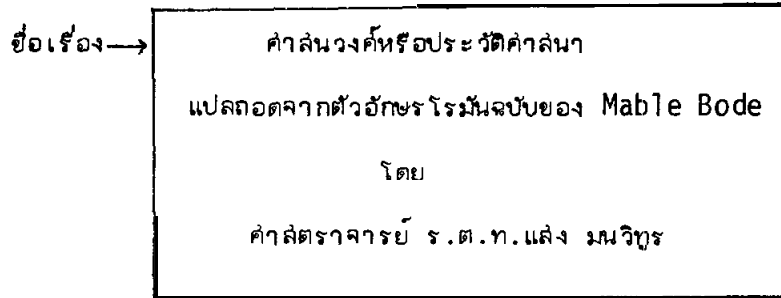 ชื่อเรื่อง→ ศาสนวงศ์หรือประวัติศาสนา
แปลถอดจากตัวอักษรโรมันฉบับของ Mable Bode
โดย
ศาสตราจารย์ ร.ต.ท.แสง มนวิทูร